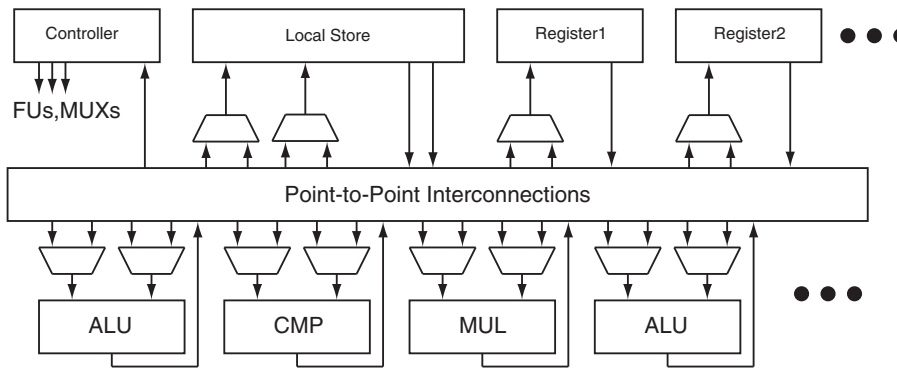 Controller
Local Store
Register1
Register2
FUs,MUXs
Point-to-Point Interconnections
ALU
CMP
MUL
ALU